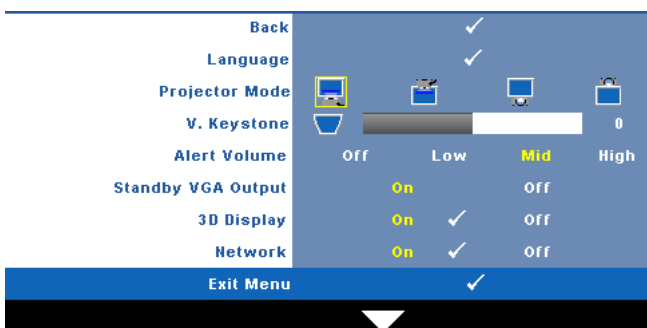 Back
Language
Projector Mode
V. Keystone 0
Alert Volume Off Low Mid High
Standby VGA Output On Off
3D Display On Off
Network On Off
Exit Menu